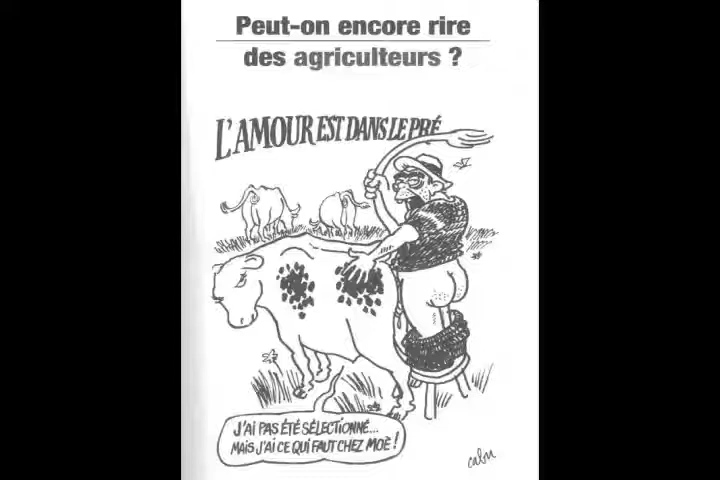 Peut-on encore rire
des agriculteurs ?
L'AMOUR EST DANS LE PRÉ
J'AI PAS ÉTÉ SÉLECTIONNÉ...
MAIS J'AI CE QUI FAUT CHEZ MOÈ !
cabu